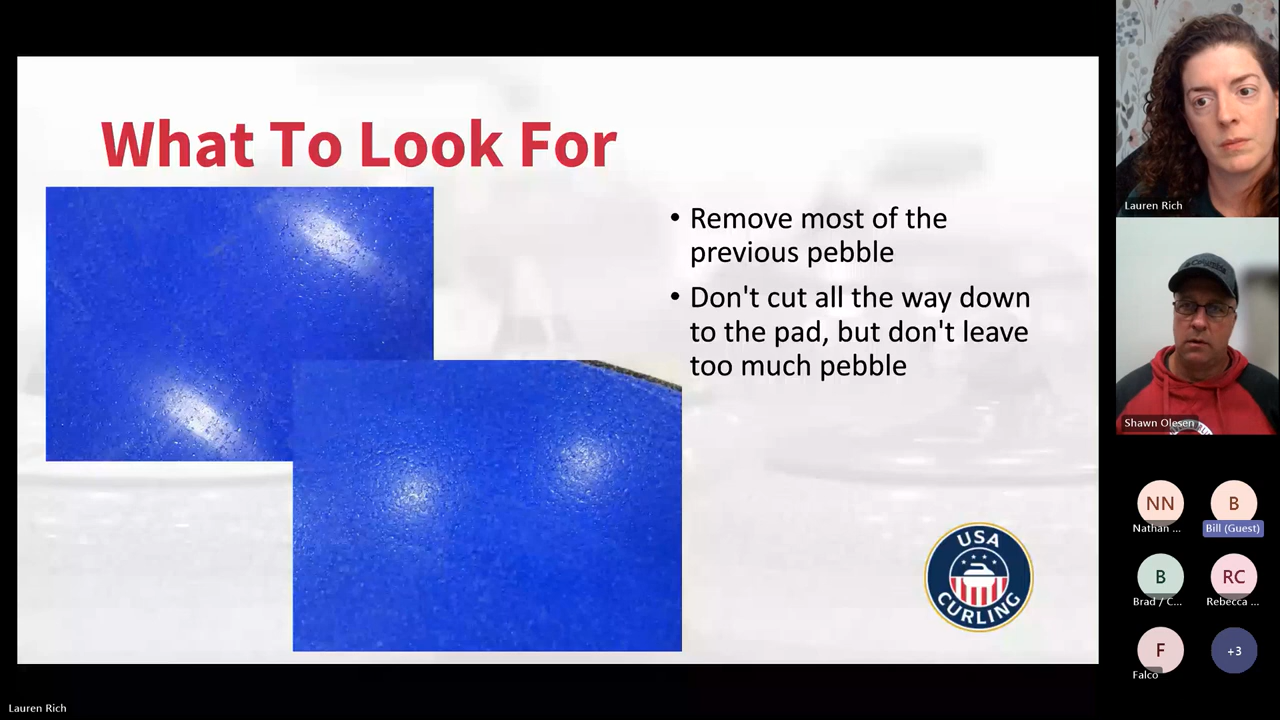 What To Look For
• Remove most of the
previous pebble
• Don't cut all the way down
to the pad, but don't leave
too much pebble
USA
CURLING
Lauren Rich
Shawn Olesen
NN
Nathan ...
B
Bill (Guest)
B
Brad / C...
RC
Rebecca ...
F
Falco
+3
Lauren Rich